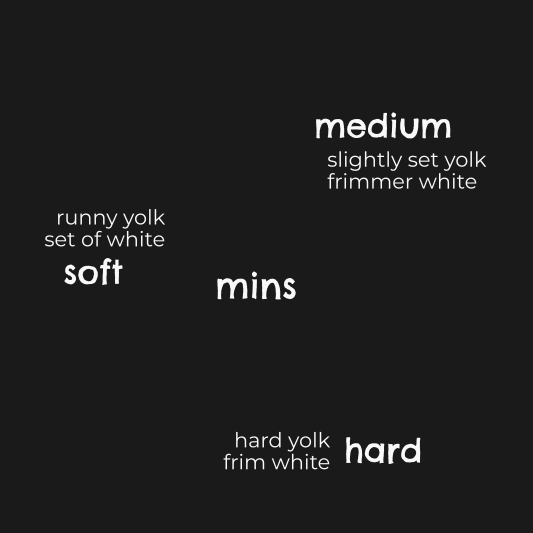 medium
slightly set yolk
frimmer white
runny yolk
set of white
soft
mins
hard yolk
frim white
hard